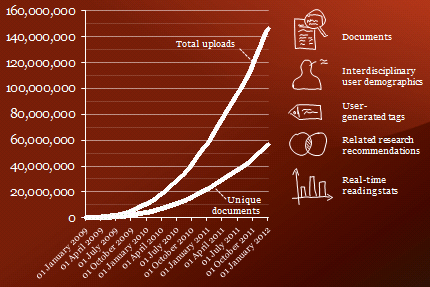 160,000,000
140,000,000
120,000,000
100,000,000
80,000,000
60,000,000
40,000,000
20,000,000
0
Total uploads
Unique
documents
01 January 2009
01 April 2009
01 July 2009
01 October 2009
01 January 2010
01 April 2010
01 July 2010
01 October 2010
01 January 2011
01 April 2011
01 July 2011
01 October 2011
01 January 2012
Documents
Interdisciplinary
user demographics
User-
generated tags
Related research
recommendations
Real-time
reading stats